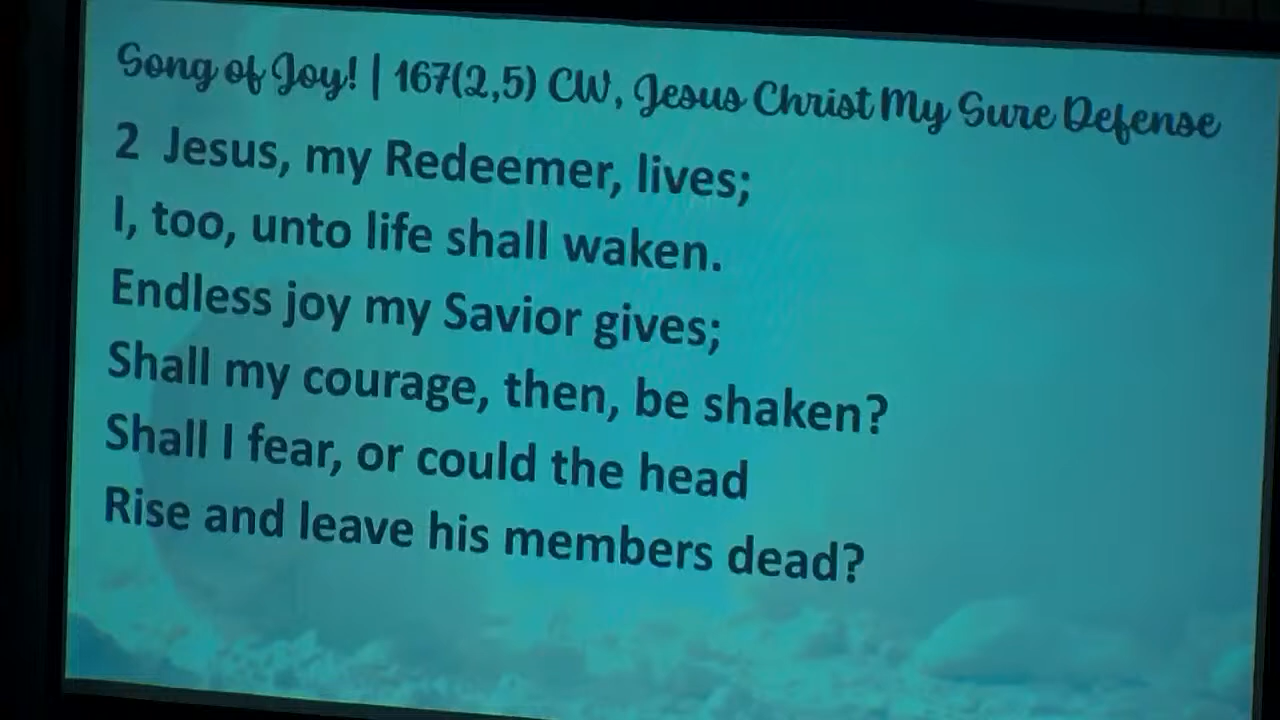 Song of Joy! | 167(2,5) CW, Jesus Christ My Sure Defense
2 Jesus, my Redeemer, lives;
I, too, unto life shall waken.
Endless joy my Savior gives;
Shall my courage, then, be shaken?
Shall I fear, or could the head
Rise and leave his members dead?